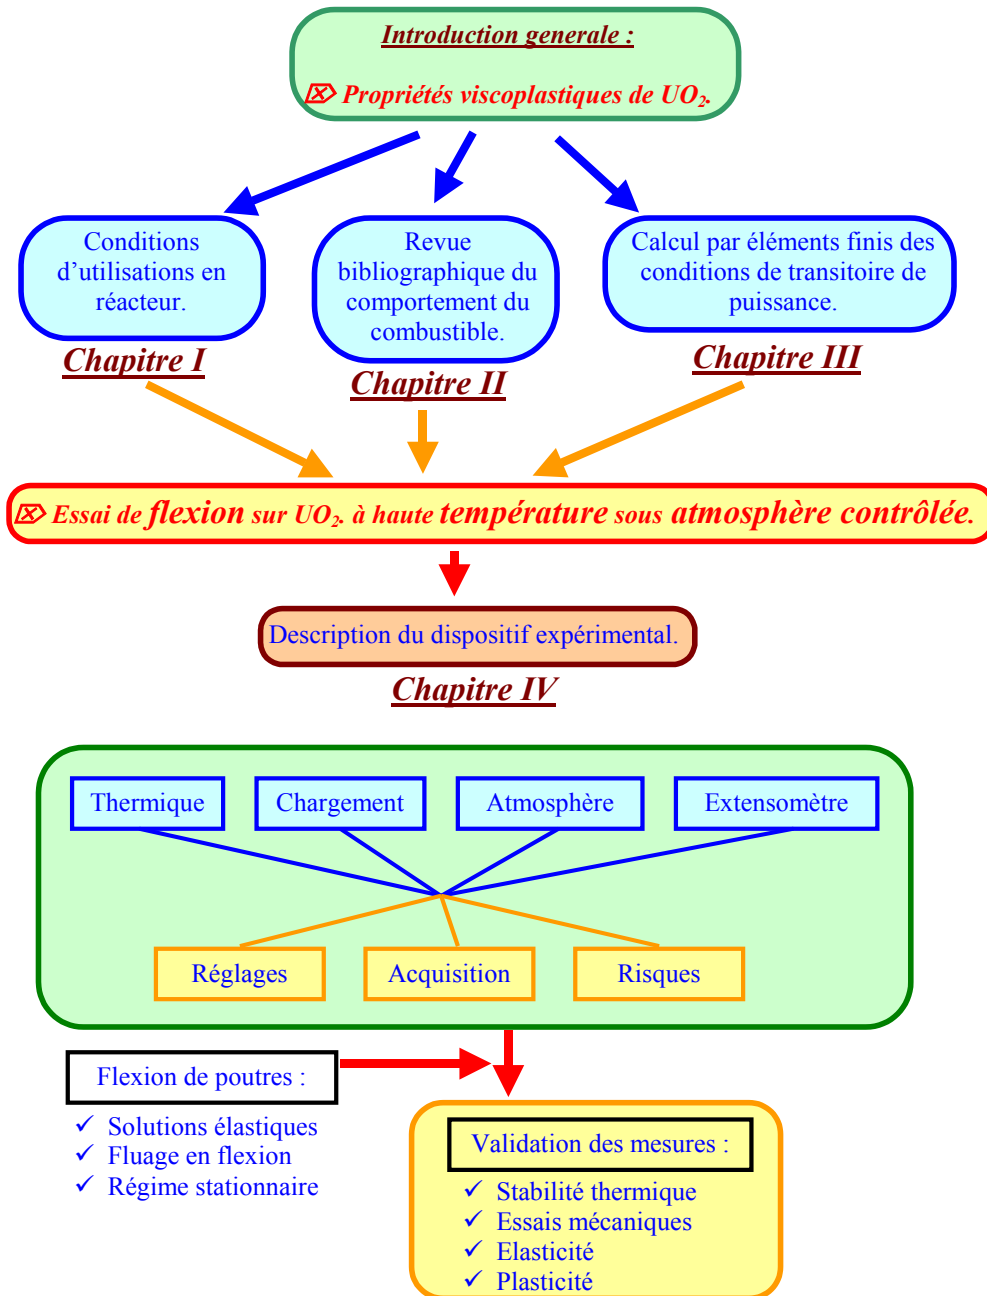 Introduction generale :
Propriétés viscoplastiques de UO2.
Conditions
d'utilisations en
réacteur.
Chapitre I
Revue
bibliographique du
comportement du
combustible.
Chapitre II
Calcul par éléments finis des
conditions de transitoire de
puissance.
Chapitre III
Essai de flexion sur UO2. à haute température sous atmosphère contrôlée.
Description du dispositif expérimental.
Chapitre IV
Thermique
Chargement
Atmosphère
Extensomètre
Réglages
Acquisition
Risques
Flexion de poutres :
✓ Solutions élastiques
✓ Fluage en flexion
✓ Régime stationnaire
Validation des mesures :
✓ Stabilité thermique
✓ Essais mécaniques
✓ Elasticité
✓ Plasticité